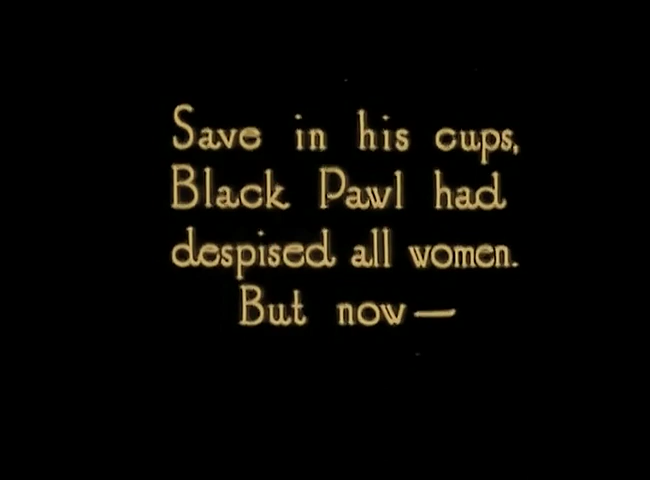 Save in his cups,
Black Pawl had
despised all women.
But now—